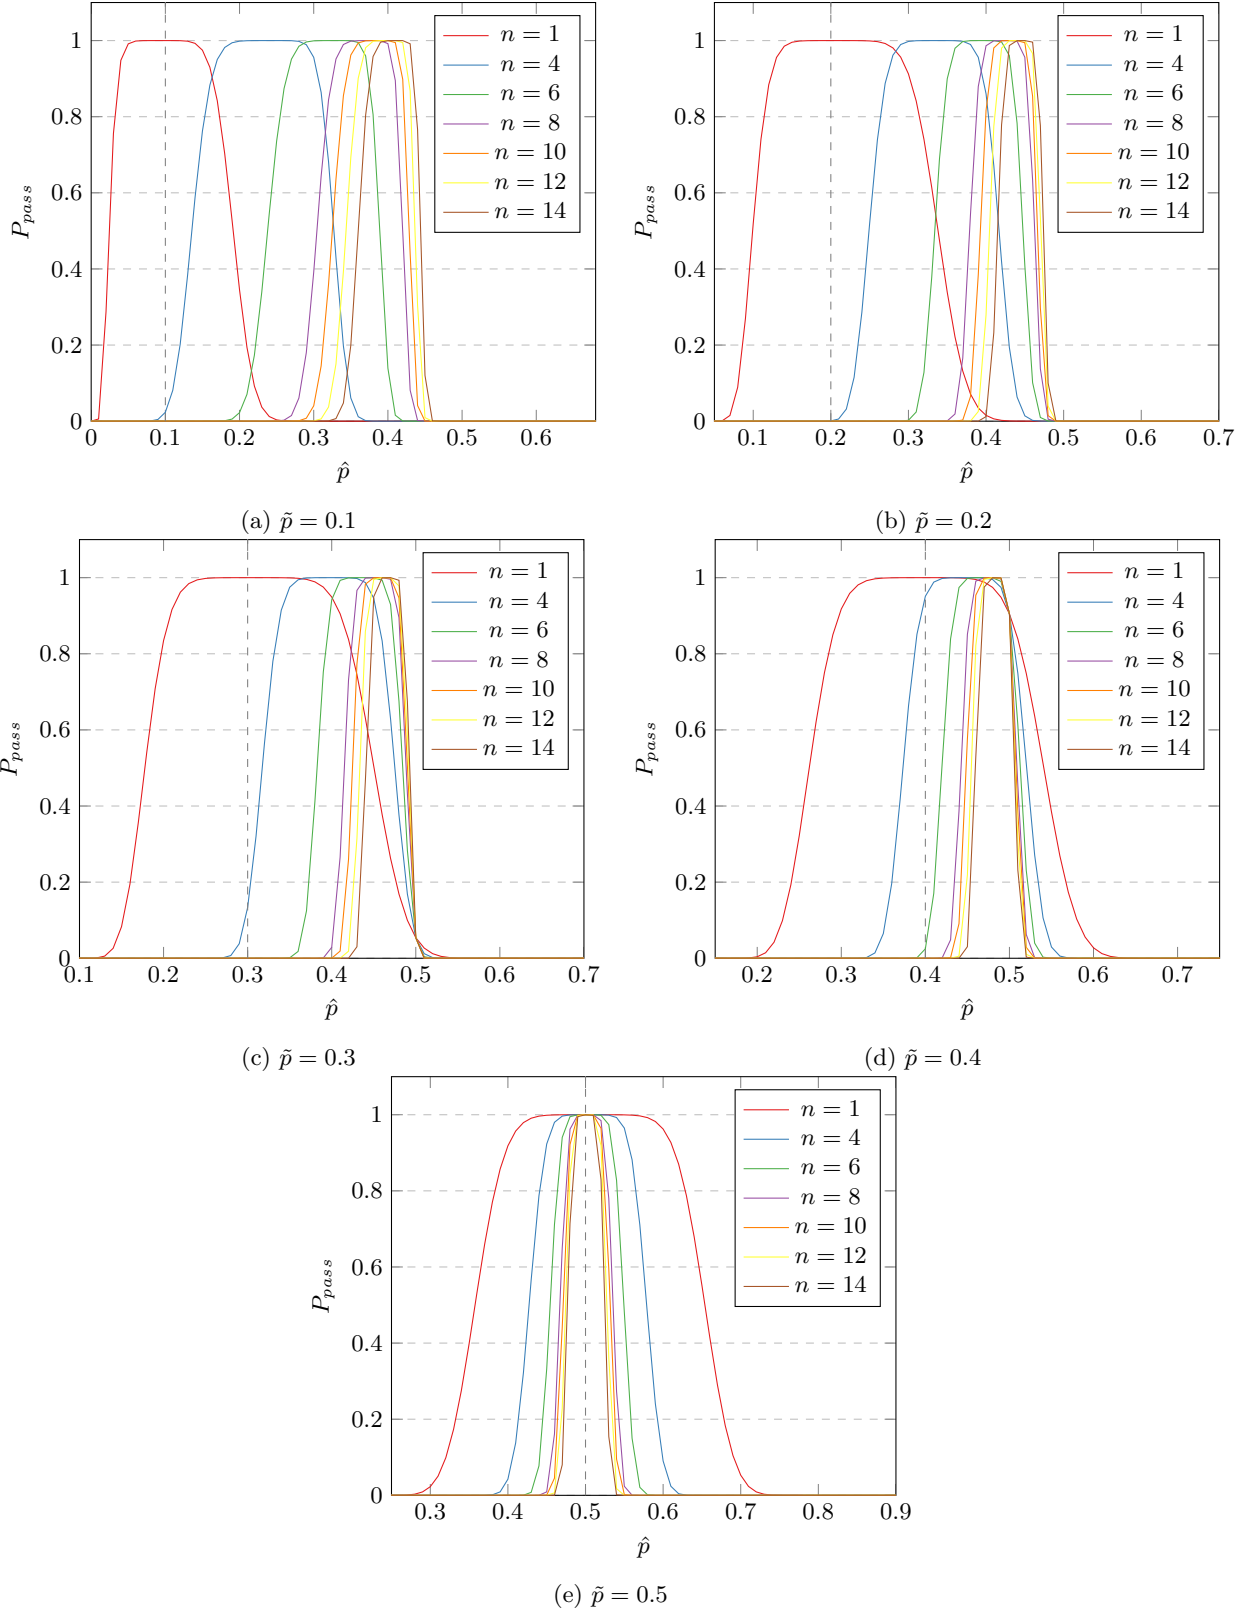 1
0.8
0.6
0.4
0.2
0
P_pass
0 0.1 0.2 0.3 0.4 0.5 0.6
p̂
n = 1
n = 4
n = 6
n = 8
n = 10
n = 12
n = 14
(a) p̃ = 0.1
1
0.8
0.6
0.4
0.2
0
P_pass
0.1 0.2 0.3 0.4 0.5 0.6 0.7
p̂
n = 1
n = 4
n = 6
n = 8
n = 10
n = 12
n = 14
(b) p̃ = 0.2
1
0.8
0.6
0.4
0.2
0
P_pass
0.1 0.2 0.3 0.4 0.5 0.6 0.7
p̂
n = 1
n = 4
n = 6
n = 8
n = 10
n = 12
n = 14
(c) p̃ = 0.3
1
0.8
0.6
0.4
0.2
0
P_pass
0.2 0.3 0.4 0.5 0.6 0.7
p̂
n = 1
n = 4
n = 6
n = 8
n = 10
n = 12
n = 14
(d) p̃ = 0.4
1
0.8
0.6
0.4
0.2
0
P_pass
0.3 0.4 0.5 0.6 0.7 0.8 0.9
p̂
n = 1
n = 4
n = 6
n = 8
n = 10
n = 12
n = 14
(e) p̃ = 0.5